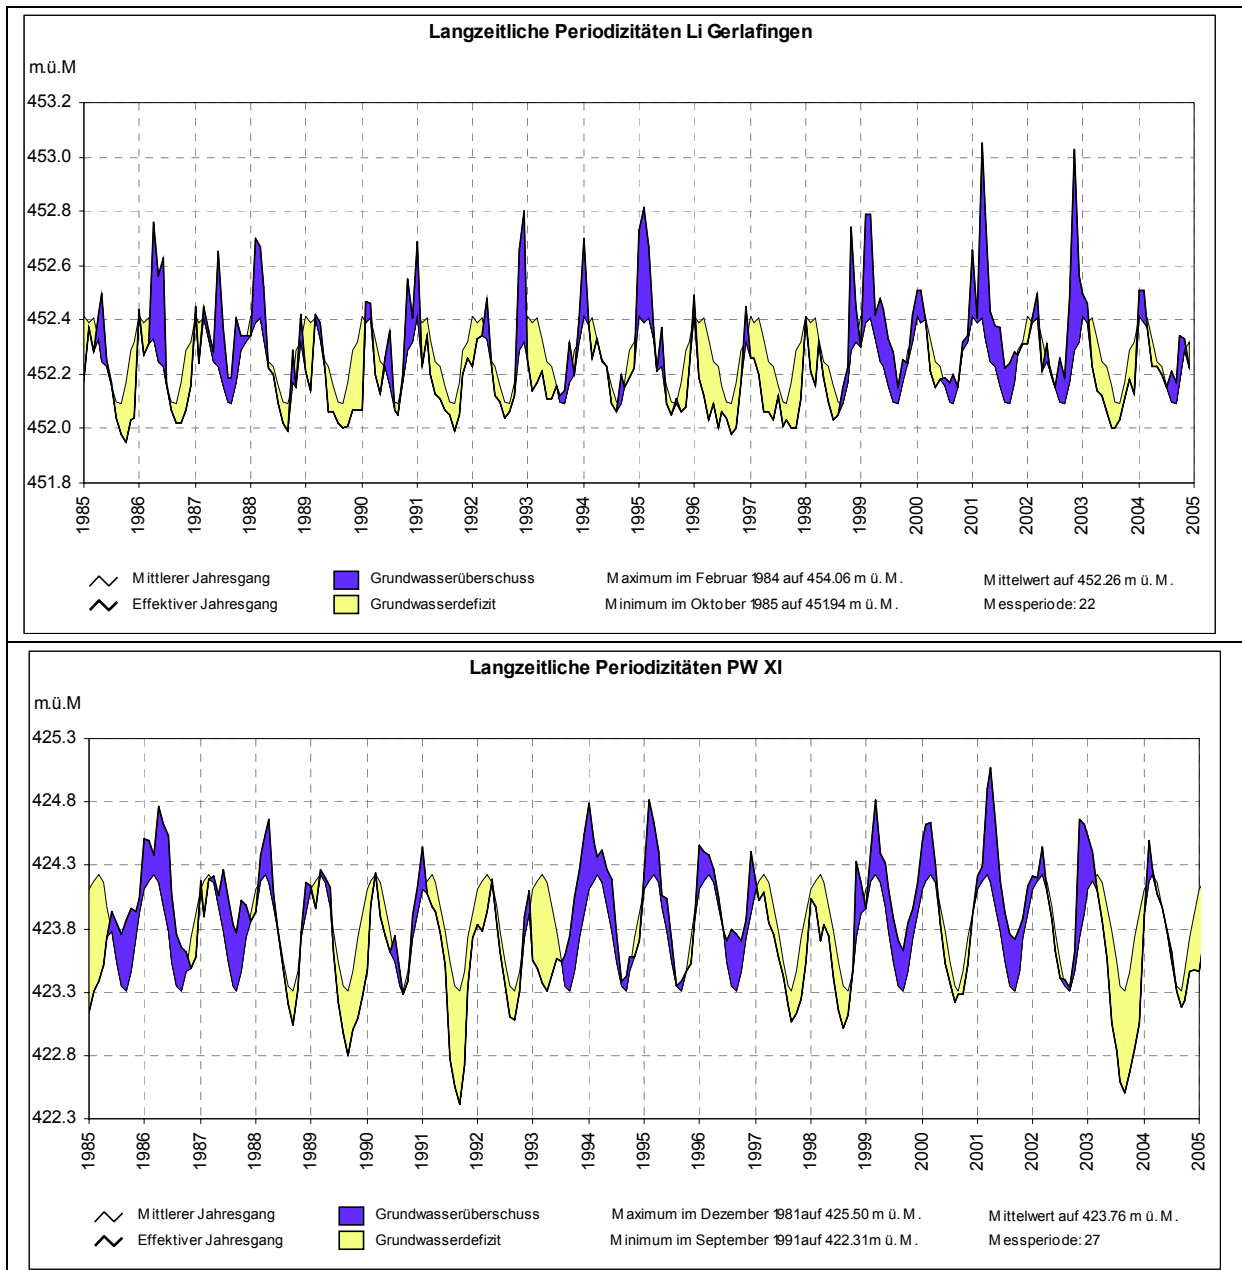 Langzeitliche Periodizitäten Li Gerlafingen
m.ü.M
453.2
453.0
452.8
452.6
452.4
452.2
452.0
451.8
1985 1986 1987 1988 1989 1990 1991 1992 1993 1994 1995 1996 1997 1998 1999 2000 2001 2002 2003 2004 2005
Mittlerer Jahresgang Grundwasserüberschuss Maximum im Februar 1984 auf 454.06 m ü. M. Mittelwert auf 452.26 m ü. M.
Effektiver Jahresgang Grundwasserdefizit Minimum im Oktober 1985 auf 451.94 m ü. M. Messperiode: 22
Langzeitliche Periodizitäten PW XI
m.ü.M
425.3
424.8
424.3
423.8
423.3
422.8
422.3
1985 1986 1987 1988 1989 1990 1991 1992 1993 1994 1995 1996 1997 1998 1999 2000 2001 2002 2003 2004 2005
Mittlerer Jahresgang Grundwasserüberschuss Maximum im Dezember 1981 auf 425.50 m ü. M. Mittelwert auf 423.76 m ü. M.
Effektiver Jahresgang Grundwasserdefizit Minimum im September 1991 auf 422.31 m ü. M. Messperiode: 27